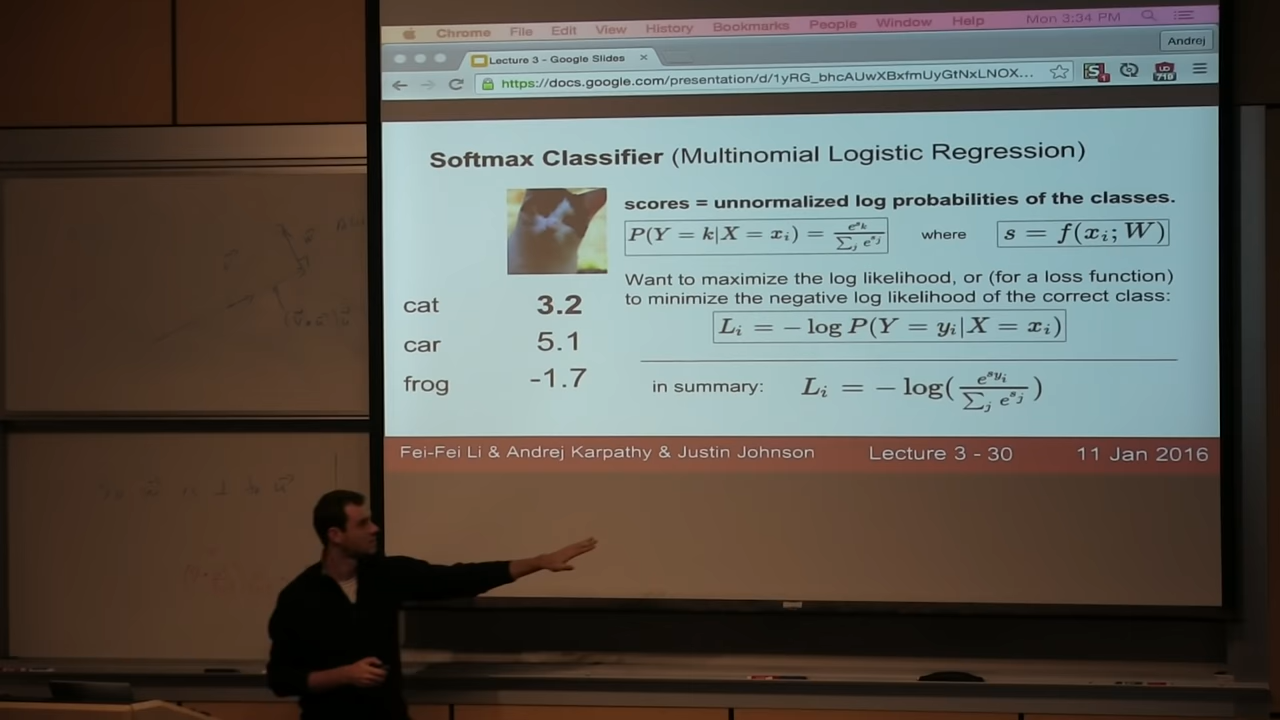 Chrome File Edit View History Bookmarks People Window Help Mon 3:34 PM
Andrej
Lecture 3 - Google Slides
https://docs.google.com/presentation/d/1yRG_bhcAUwXBxfmUyGtNxLNOX...
Softmax Classifier (Multinomial Logistic Regression)
scores = unnormalized log probabilities of the classes.
P(Y = k|X = x_i) = \frac{e^{s_k}}{\sum_j e^{s_j}} where s = f(x_i; W)
Want to maximize the log likelihood, or (for a loss function)
to minimize the negative log likelihood of the correct class:
L_i = − log P(Y = y_i|X = x_i)
cat 3.2
car 5.1
frog -1.7
in summary: L_i = − log(\frac{e^{s_{y_i}}}{\sum_j e^{s_j}})
Fei-Fei Li & Andrej Karpathy & Justin Johnson Lecture 3 - 30 11 Jan 2016